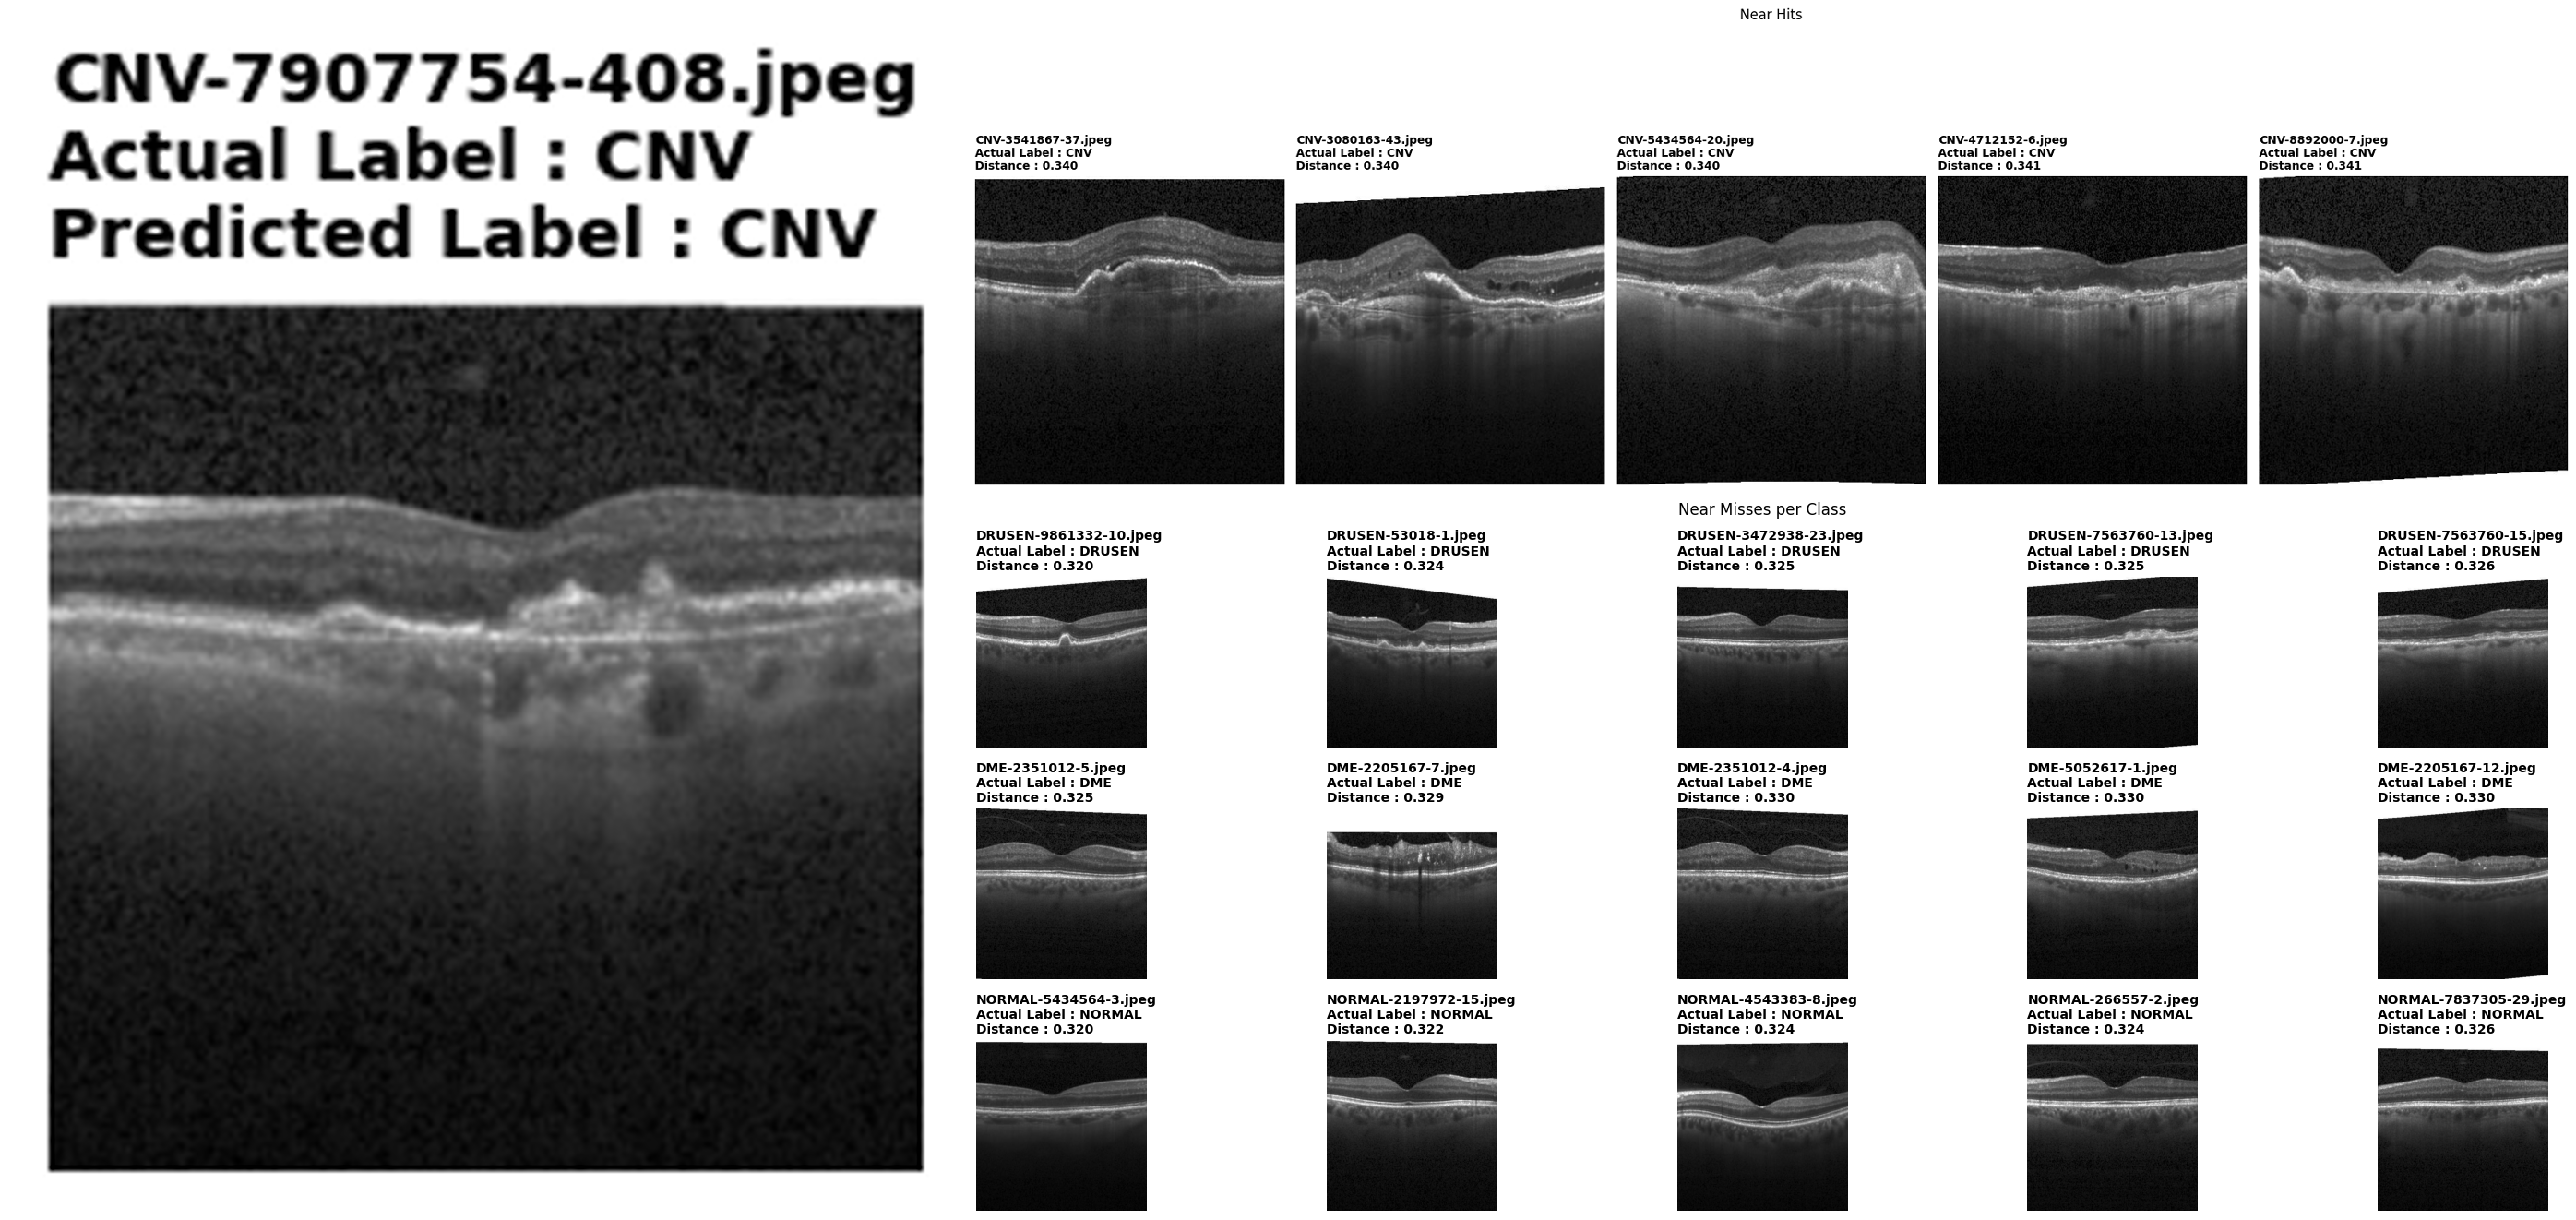 CNV-7907754-408.jpeg
Actual Label : CNV
Predicted Label : CNV
Near Hits
CNV-3541867-37.jpeg
Actual Label : CNV
Distance : 0.340
CNV-3080163-43.jpeg
Actual Label : CNV
Distance : 0.340
CNV-5434564-20.jpeg
Actual Label : CNV
Distance : 0.340
CNV-4712152-6.jpeg
Actual Label : CNV
Distance : 0.341
CNV-8892000-7.jpeg
Actual Label : CNV
Distance : 0.341
Near Misses per Class
DRUSEN-9861332-10.jpeg
Actual Label : DRUSEN
Distance : 0.320
DRUSEN-53018-1.jpeg
Actual Label : DRUSEN
Distance : 0.324
DRUSEN-3472938-23.jpeg
Actual Label : DRUSEN
Distance : 0.325
DRUSEN-7563760-13.jpeg
Actual Label : DRUSEN
Distance : 0.325
DRUSEN-7563760-15.jpeg
Actual Label : DRUSEN
Distance : 0.326
DME-2351012-5.jpeg
Actual Label : DME
Distance : 0.325
DME-2205167-7.jpeg
Actual Label : DME
Distance : 0.329
DME-2351012-4.jpeg
Actual Label : DME
Distance : 0.330
DME-5052617-1.jpeg
Actual Label : DME
Distance : 0.330
DME-2205167-12.jpeg
Actual Label : DME
Distance : 0.330
NORMAL-5434564-3.jpeg
Actual Label : NORMAL
Distance : 0.320
NORMAL-2197972-15.jpeg
Actual Label : NORMAL
Distance : 0.322
NORMAL-4543383-8.jpeg
Actual Label : NORMAL
Distance : 0.324
NORMAL-266557-2.jpeg
Actual Label : NORMAL
Distance : 0.324
NORMAL-7837305-29.jpeg
Actual Label : NORMAL
Distance : 0.326